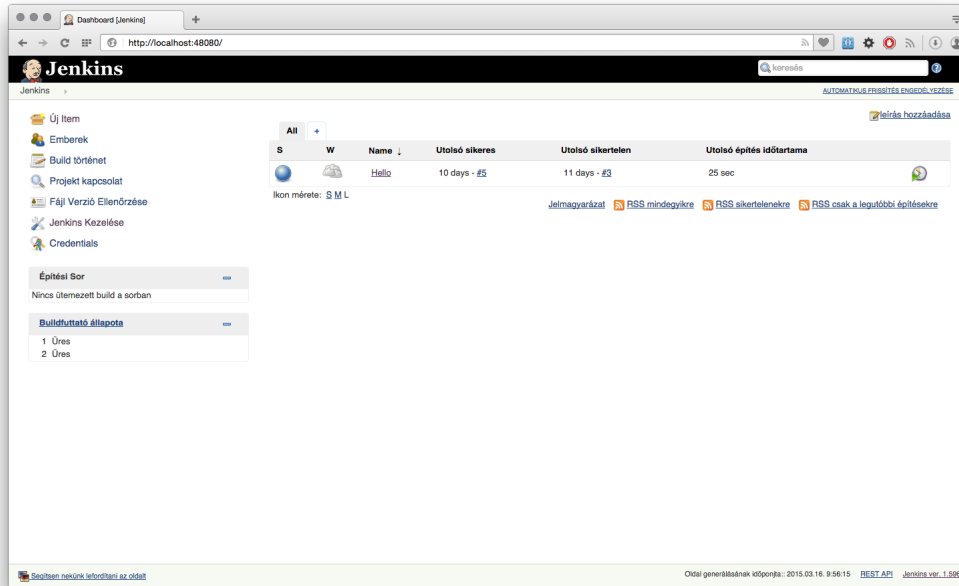 Dashboard [Jenkins]
http://localhost:48080/
Jenkins
keresés
Jenkins
AUTOMATIKUS FRISSÍTÉS ENGEDÉLYEZÉSE
Új Item
Emberek
Build történet
Projekt kapcsolat
Fájl Verzió Ellenőrzése
Jenkins Kezelése
Credentials
Építési Sor
Nincs ütemezett build a sorban
Buildfuttató állapota
1 Üres
2 Üres
leírás hozzáadása
All +
S W Name ↓ Utolsó sikeres Utolsó sikertelen Utolsó építés időtartama
Hello 10 days - #5 11 days - #3 25 sec
Ikon mérete: S M L
Jelmagyarázat RSS mindegyikre RSS sikertelenekre RSS csak a legutóbbi építésekre
Segítsen nekünk lefordítani az oldalt
Oldal generálásának időpontja:: 2015.03.16. 9:56:15 REST API Jenkins ver. 1.596